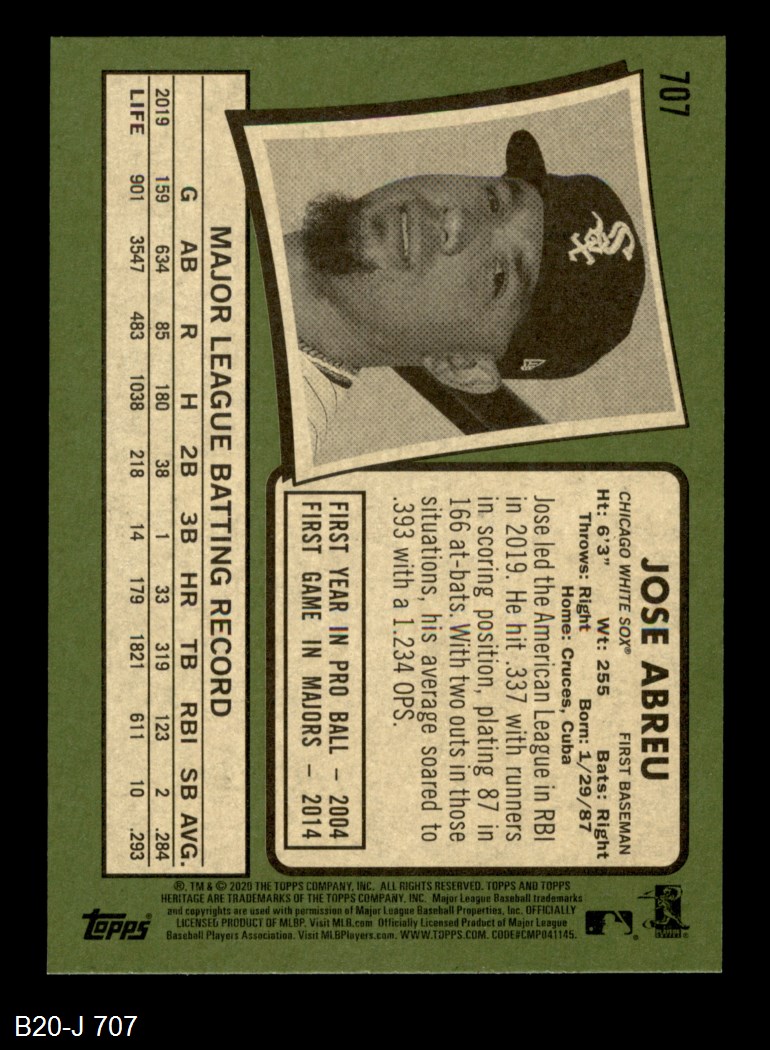 707
JOSE ABREU
CHICAGO WHITE SOX® FIRST BASEMAN
Ht: 6'3" Wt: 255 Bats: Right
Throws: Right Born: 1/29/87
Home: Cruces, Cuba
Jose led the American League in RBI
in 2019. He hit .337 with runners
in scoring position, plating 87 in
166 at-bats. With two outs in those
situations, his average soared to
.393 with a 1.234 OPS.
FIRST YEAR IN PRO BALL – 2004
FIRST GAME IN MAJORS – 2014
Sox
MAJOR LEAGUE BATTING RECORD
G AB R H 2B 3B HR TB RBI SB AVG.
2019 159 634 85 180 38 1 33 319 123 2 .284
LIFE 901 3547 483 1038 218 14 179 1821 611 10 .293
®, TM & © 2020 THE TOPPS COMPANY, INC. ALL RIGHTS RESERVED. TOPPS AND TOPPS
HERITAGE ARE TRADEMARKS OF THE TOPPS COMPANY, INC. Major League Baseball trademarks
and copyrights are used with permission of Major League Baseball Properties, Inc. OFFICIALLY
LICENSED PRODUCT OF MLBP. Visit MLB.com Officially Licensed Product of Major League
Baseball Players Association. Visit MLBPlayers.com. WWW.TOPPS.COM. CODE#CMP041145.
Topps®
B20-J 707